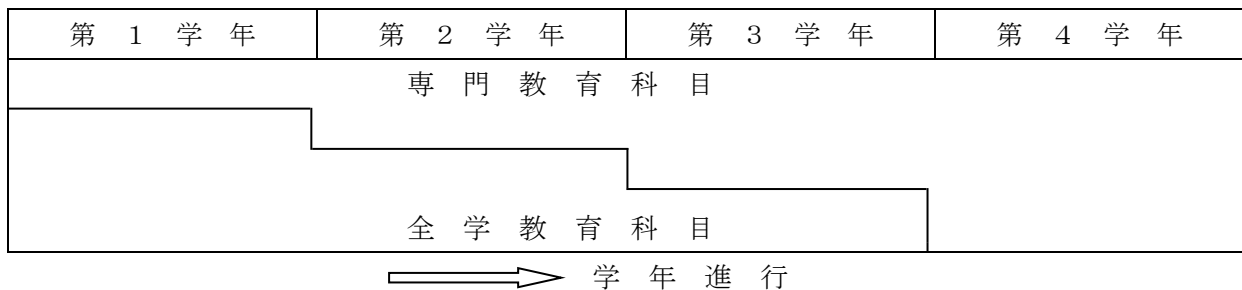 第 1 学 年 第 2 学 年 第 3 学 年 第 4 学 年
専 門 教 育 科 目
全 学 教 育 科 目
学 年 進 行